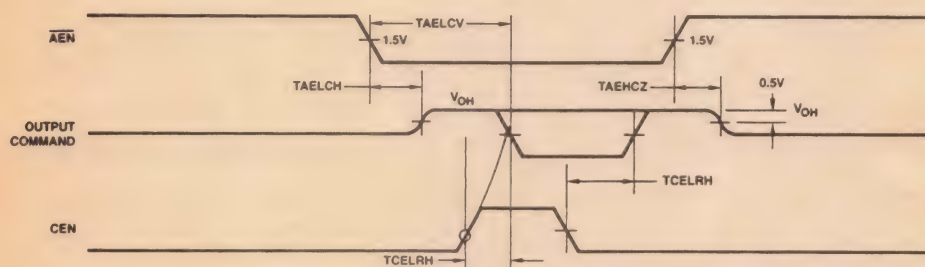 TAELCV
AEN
1.5V
1.5V
TAELCH
TAEHCZ
0.5V
VOH
VOH
OUTPUT
COMMAND
TCELRH
CEN
TCELRH